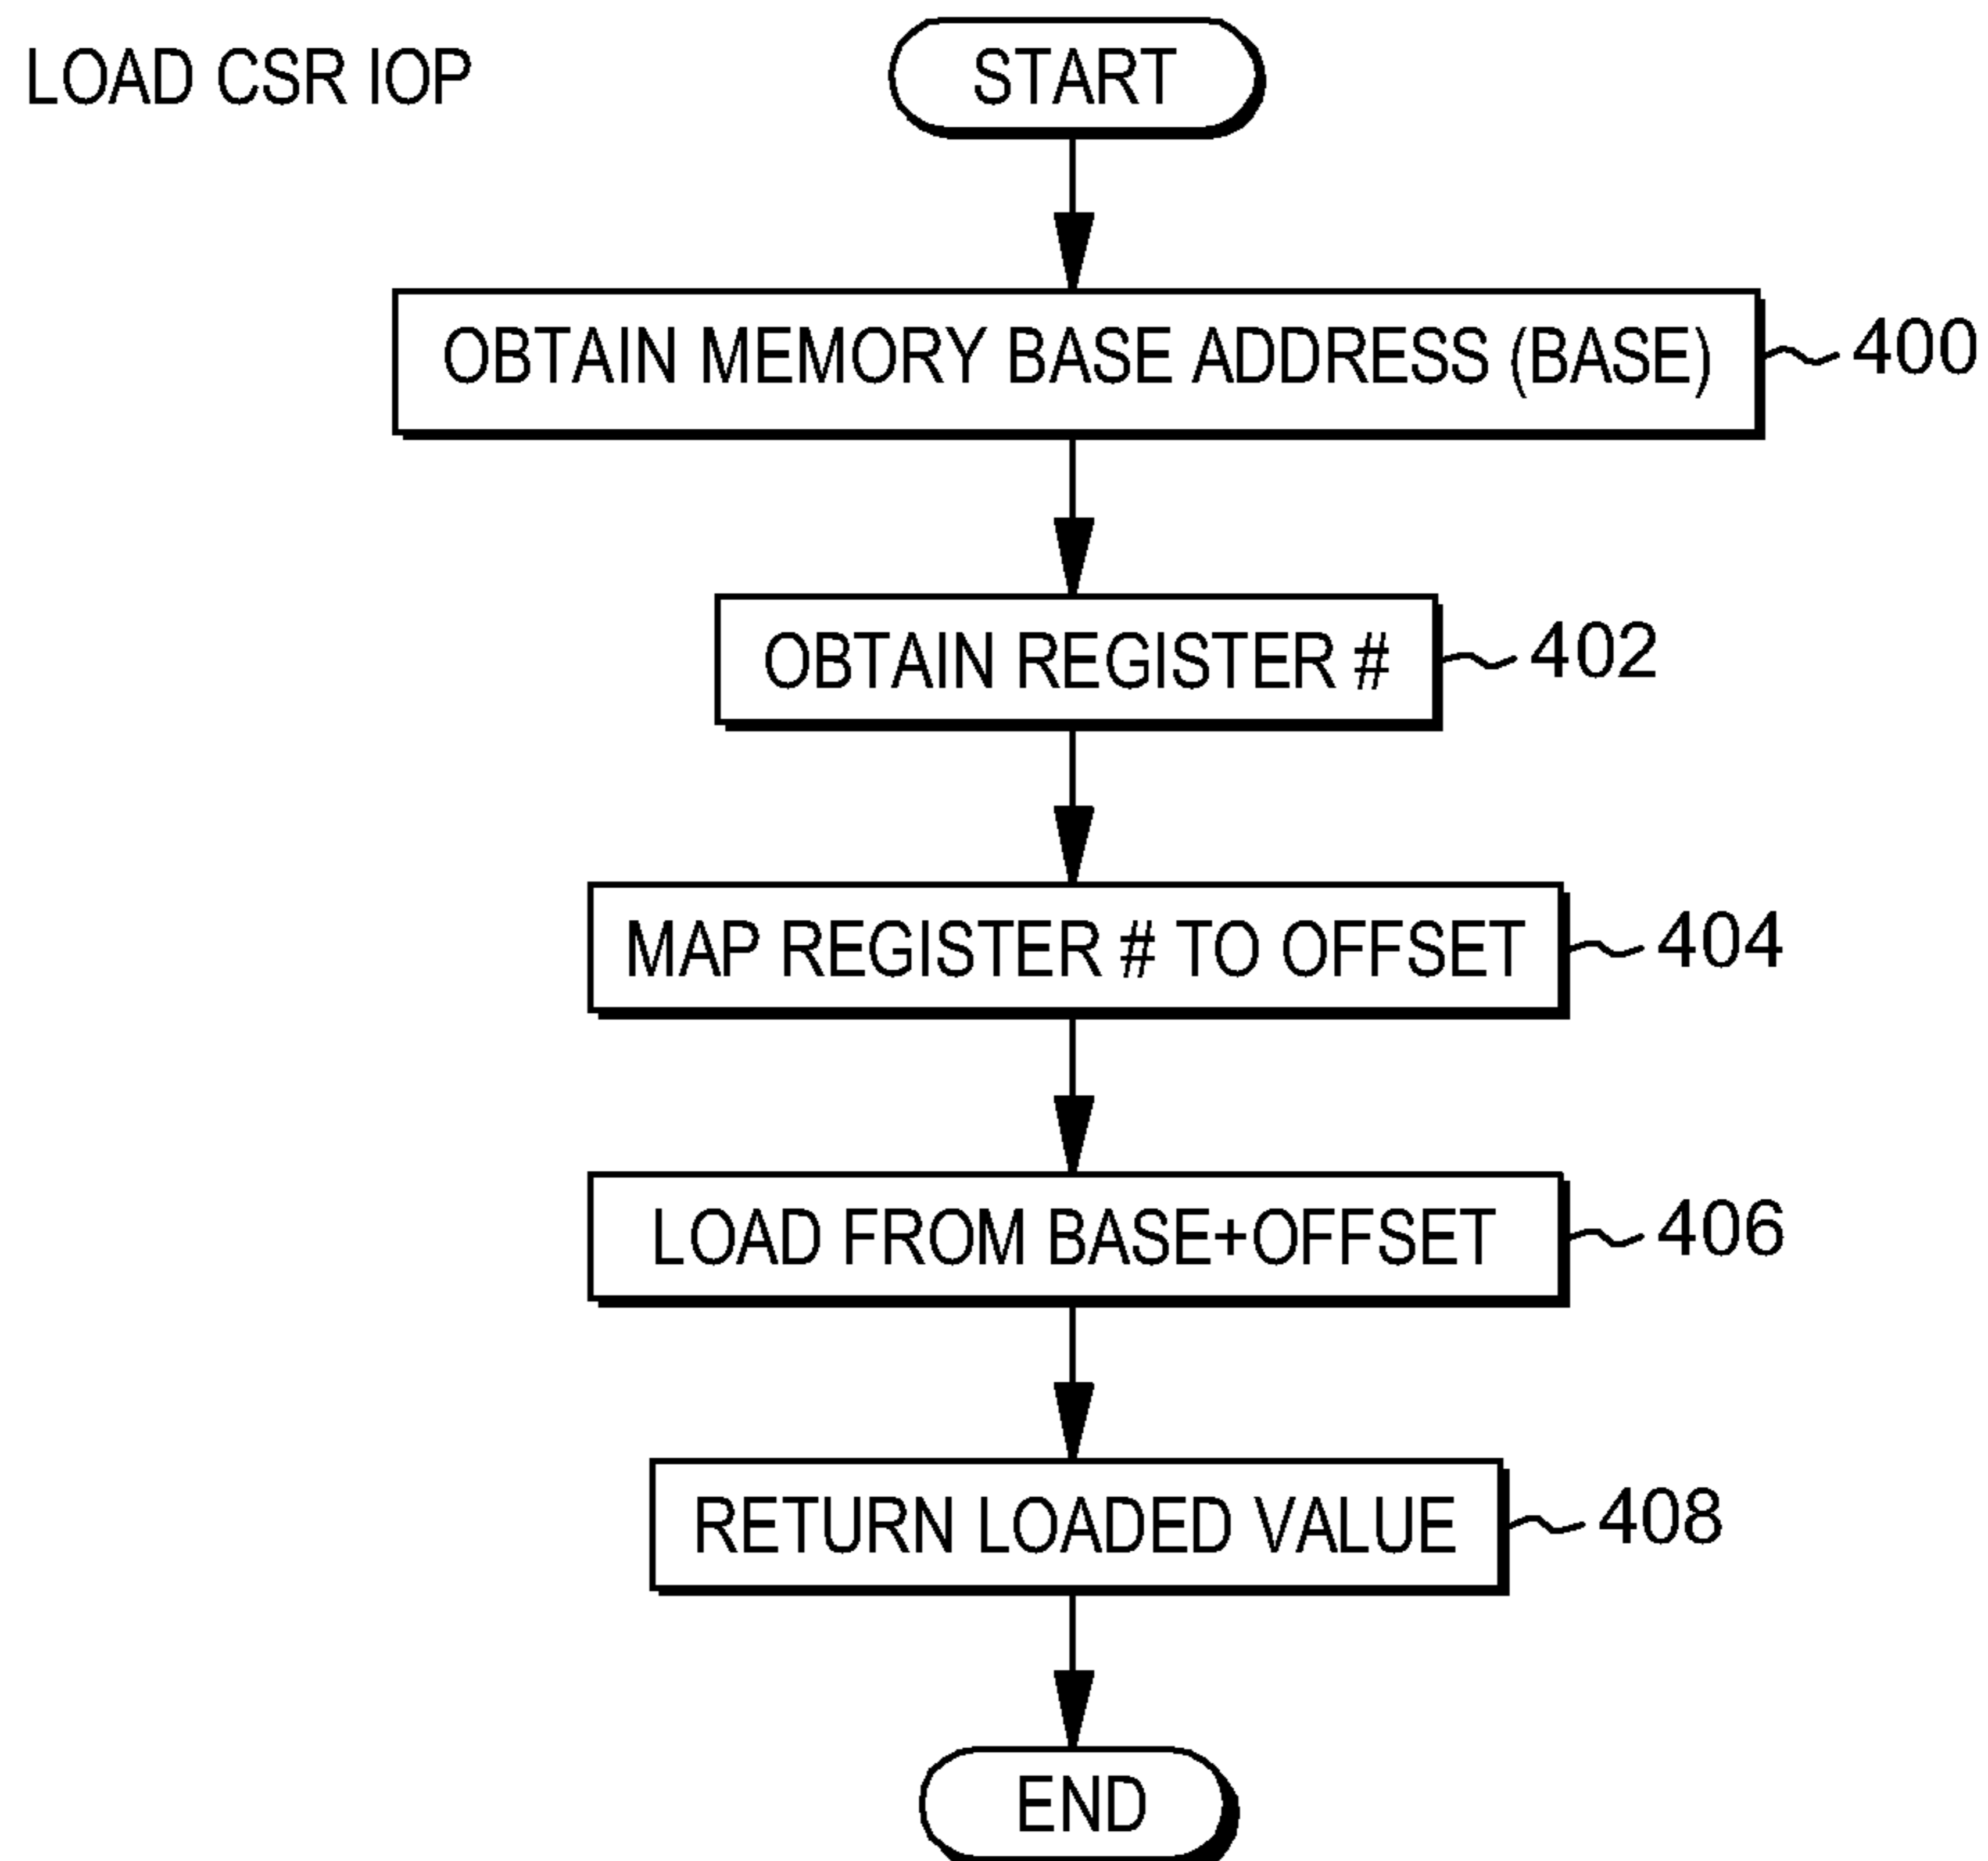 LOAD CSR IOP
START
OBTAIN MEMORY BASE ADDRESS (BASE)
400
OBTAIN REGISTER #
402
MAP REGISTER # TO OFFSET
404
LOAD FROM BASE+OFFSET
406
RETURN LOADED VALUE
408
END